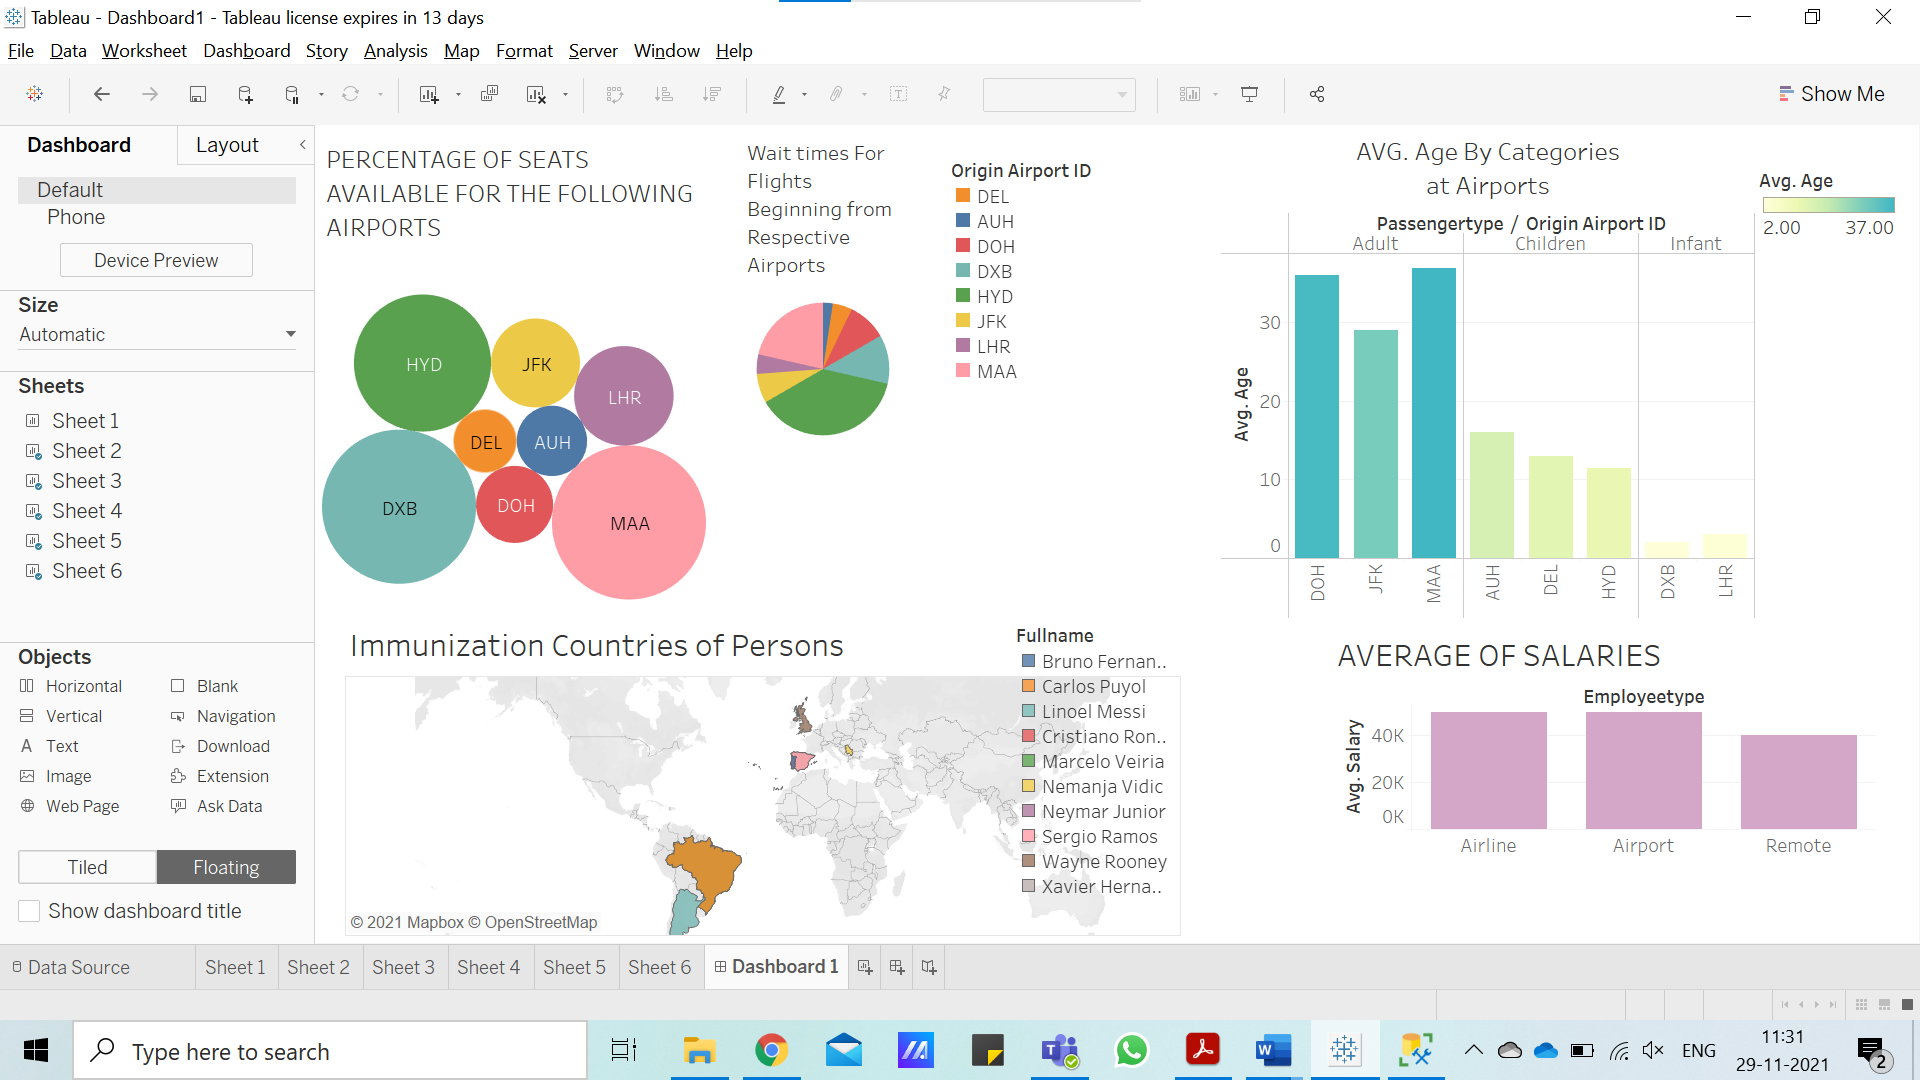 Tableau - Dashboard1 - Tableau license expires in 13 days
File Data Worksheet Dashboard Story Analysis Map Format Server Window Help
Show Me
Dashboard
Layout
Default
Phone
Device Preview
Size
Automatic
Sheets
Sheet 1
Sheet 2
Sheet 3
Sheet 4
Sheet 5
Sheet 6
Objects
Horizontal
Blank
Vertical
Navigation
A Text
Download
Image
Extension
Web Page
Ask Data
Tiled
Floating
Show dashboard title
PERCENTAGE OF SEATS
AVAILABLE FOR THE FOLLOWING
AIRPORTS
HYD
JFK
LHR
DEL
AUH
DXB
DOH
MAA
Wait times For
Flights
Beginning from
Respective
Airports
Origin Airport ID
DEL
AUH
DOH
DXB
HYD
JFK
LHR
MAA
AVG. Age By Categories
at Airports
Passengertype / Origin Airport ID
Adult
Children
Infant
Avg. Age
30
20
10
0
DOH
JFK
MAA
AUH
DEL
HYD
DXB
LHR
Avg. Age
2.00 37.00
Immunization Countries of Persons
© 2021 Mapbox © OpenStreetMap
Fullname
Bruno Fernan..
Carlos Puyol
Linoel Messi
Cristiano Ron..
Marcelo Veiria
Nemanja Vidic
Neymar Junior
Sergio Ramos
Wayne Rooney
Xavier Herna..
AVERAGE OF SALARIES
Employeetype
Avg. Salary
40K
20K
0K
Airline
Airport
Remote
Data Source
Sheet 1
Sheet 2
Sheet 3
Sheet 4
Sheet 5
Sheet 6
Dashboard 1
Type here to search
ENG
11:31
29-11-2021
2